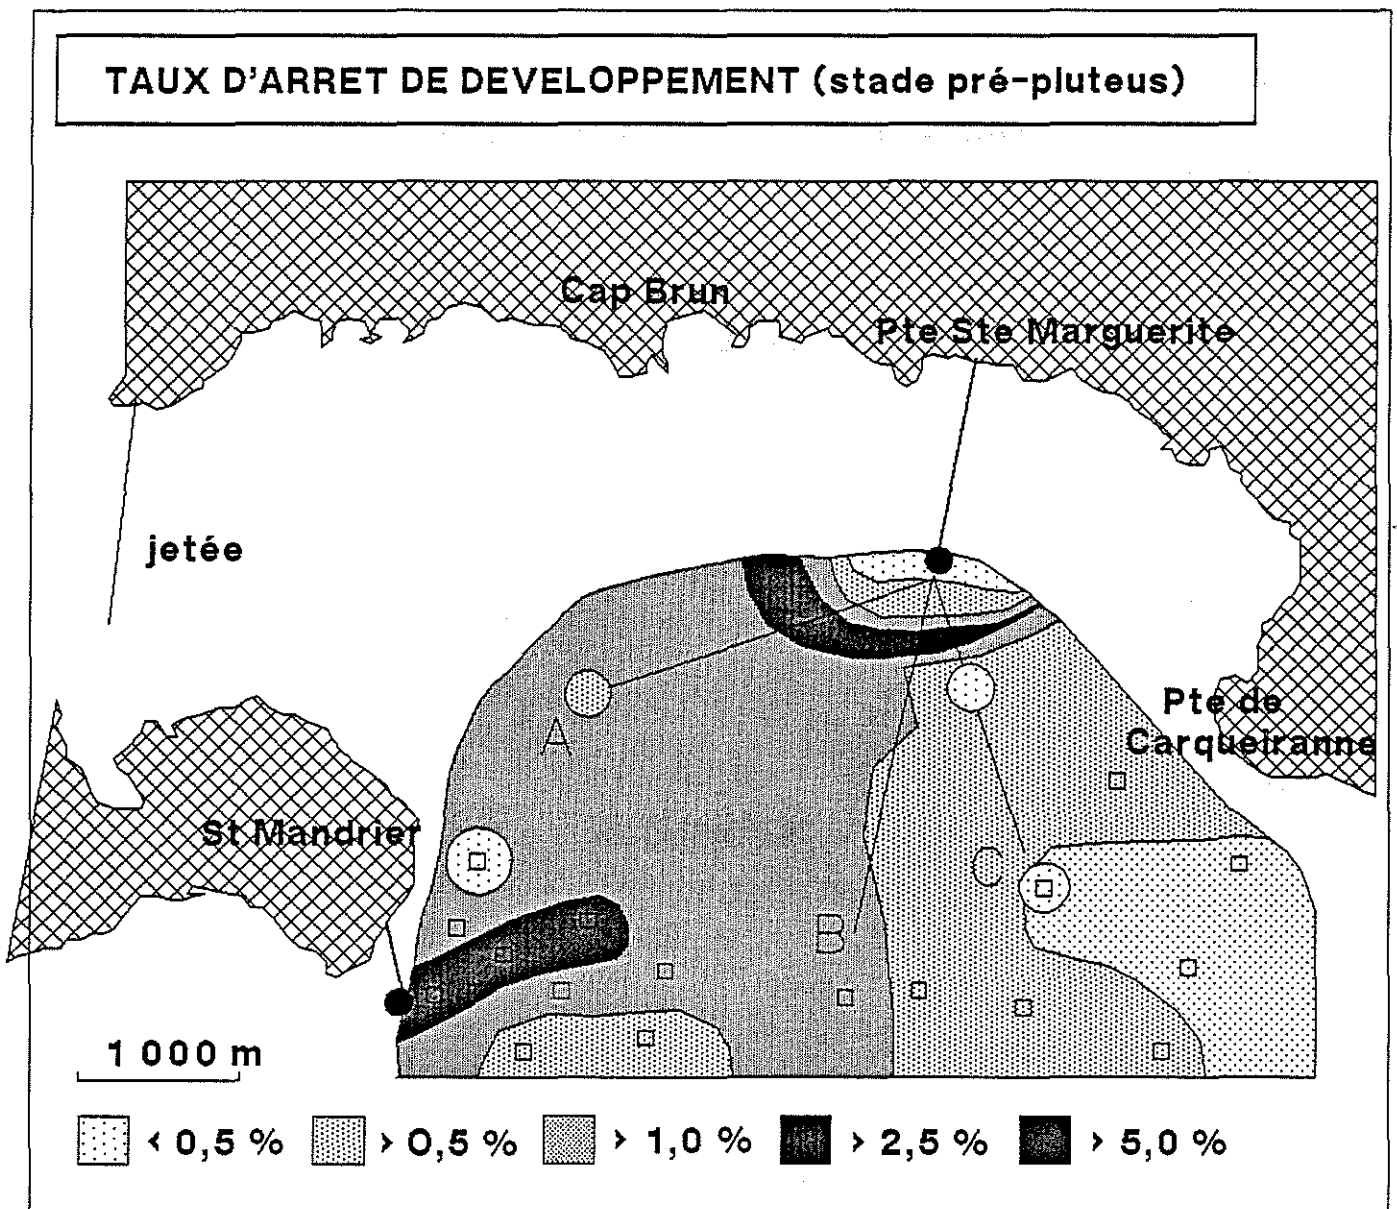 TAUX D'ARRET DE DEVELOPPEMENT (stade pré-pluteus)
Cap Brun
Pte Ste Marguerite
jetée
Pte de
Carqueiranne
A
St Mandrier
C
B
1 000 m
< 0,5 % > 0,5 % > 1,0 % > 2,5 % > 5,0 %